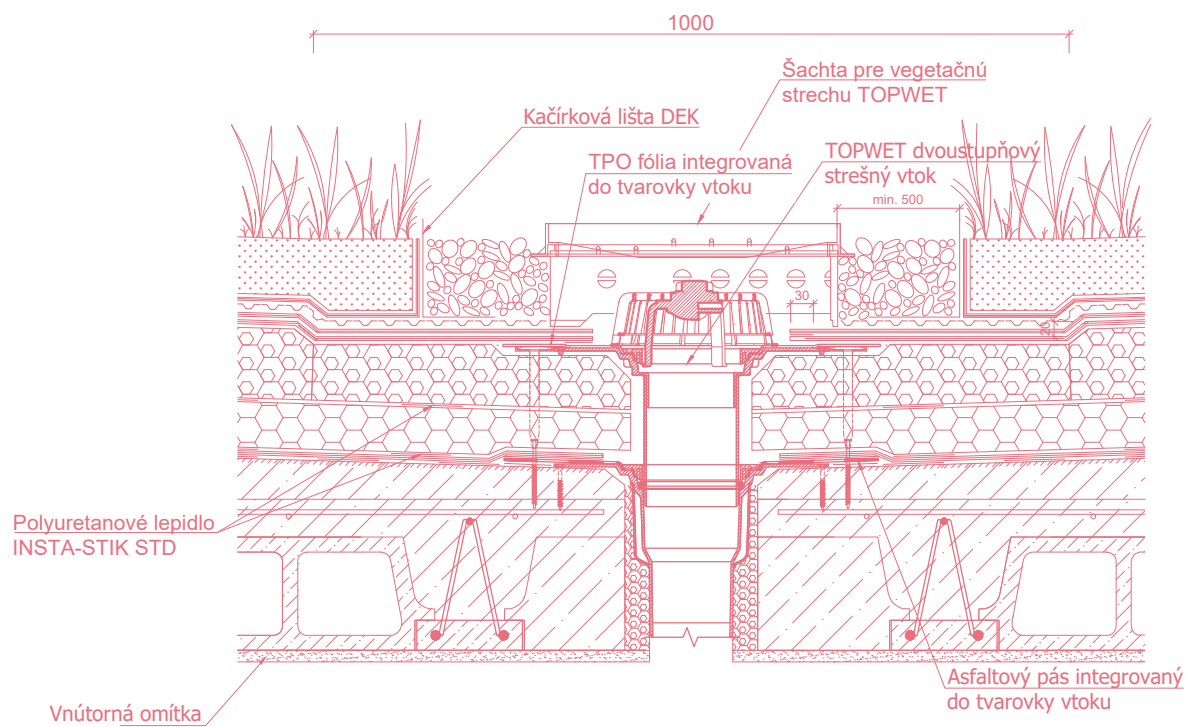 1000
Šachta pre vegetačnú
strechu TOPWET
Kačírková lišta DEK
TPO fólia integrovaná
do tvarovky vtoku
TOPWET dvoustupňový
strešný vtok
min. 500
30
20
Polyuretanové lepidlo
INSTA-STIK STD
Asfaltový pás integrovaný
do tvarovky vtoku
Vnútorná omítka